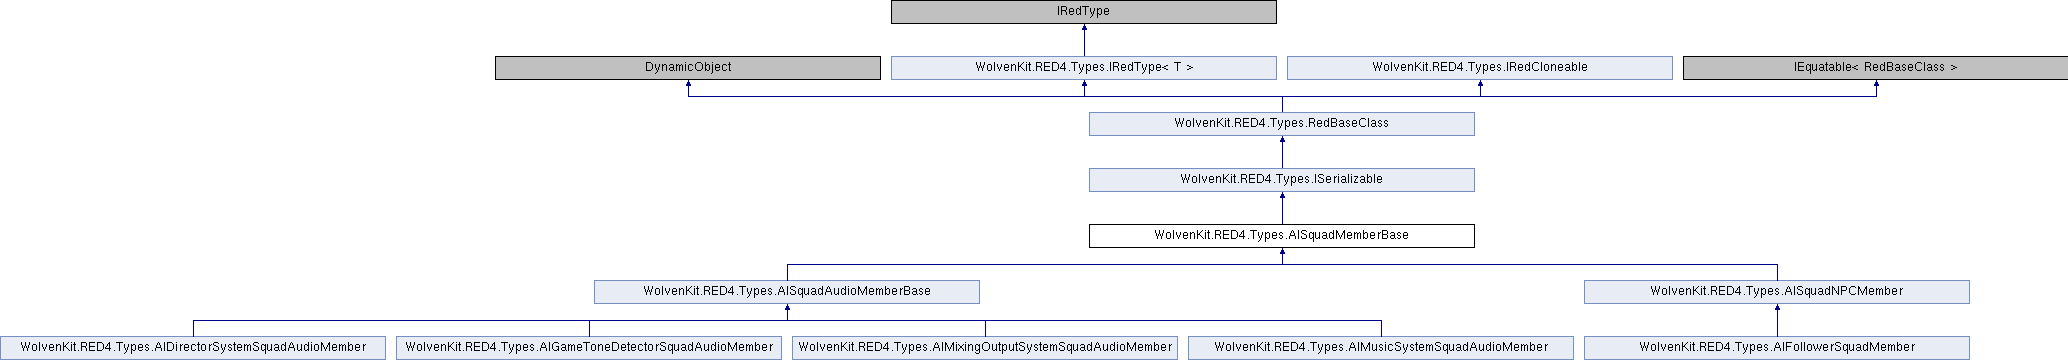 IRedType
DynamicObject
WolvenKit.RED4.Types.IRedType< T >
WolvenKit.RED4.Types.IRedCloneable
IEquatable< RedBaseClass >
WolvenKit.RED4.Types.RedBaseClass
WolvenKit.RED4.Types.ISerializable
WolvenKit.RED4.Types.AISquadMemberBase
WolvenKit.RED4.Types.AISquadAudioMemberBase
WolvenKit.RED4.Types.AISquadNPCMember
WolvenKit.RED4.Types.AIDirectorSystemSquadAudioMember
WolvenKit.RED4.Types.AIGameToneDetectorSquadAudioMember
WolvenKit.RED4.Types.AIMixingOutputSystemSquadAudioMember
WolvenKit.RED4.Types.AIMusicSystemSquadAudioMember
WolvenKit.RED4.Types.AIFollowerSquadMember